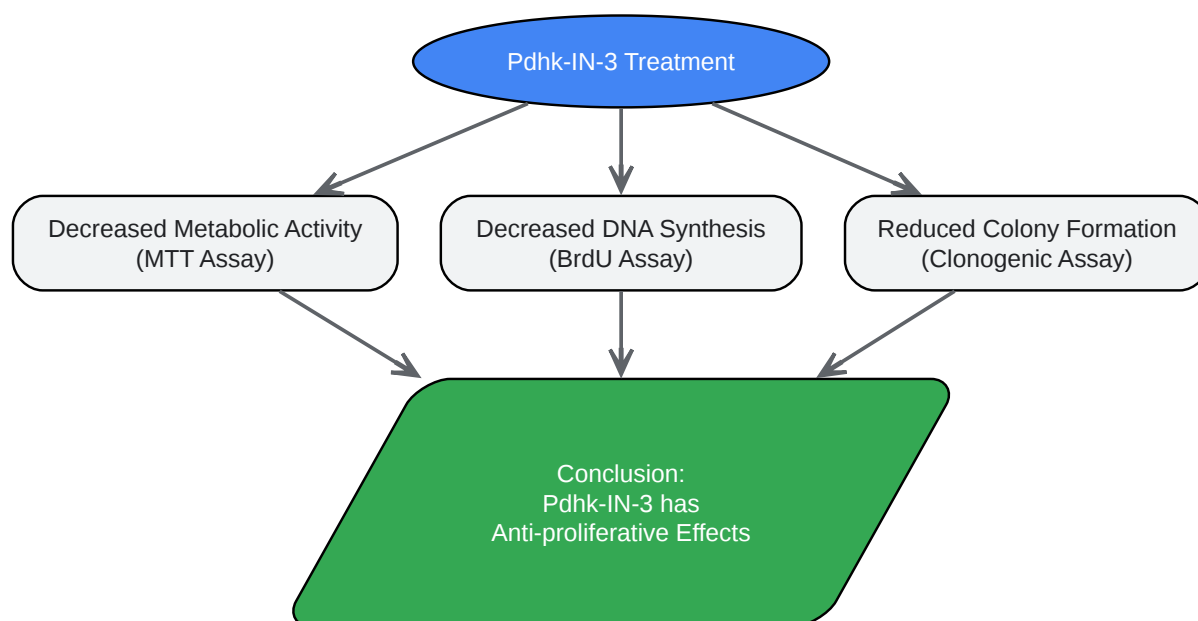 Pdhk-IN-3 Treatment
Decreased Metabolic Activity
(MTT Assay)
Decreased DNA Synthesis
(BrdU Assay)
Reduced Colony Formation
(Clonogenic Assay)
Conclusion:
Pdhk-IN-3 has
Anti-proliferative Effects